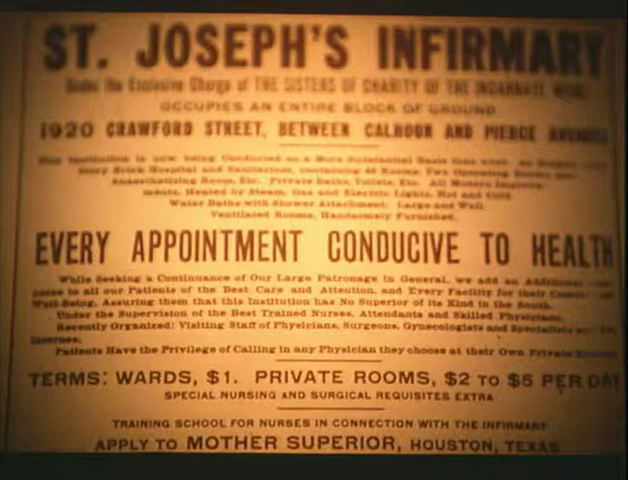 ST. JOSEPH'S INFIRMARY
Under the Exclusive Charge of THE SISTERS OF CHARITY OF THE INCARNATE WORD
OCCUPIES AN ENTIRE BLOCK OF GROUND
1920 CRAWFORD STREET, BETWEEN CALHOUN AND PIERCE AVENUES
This Institution is now being Conducted on a More Substantial Basis than
Story Brick Hospital and Sanitarium, containing Rooms Two Operating Rooms
Anaesthetizing Room, Etc. Private Baths, Toilets, Etc. All Modern Improve-
ments, Heated by Steam, Gas and Electric Lights, Hot and Cold
Water Baths with Shower Attachment. Large and Well
Ventilated Rooms, Handsomely Furnished.
EVERY APPOINTMENT CONDUCIVE TO HEALTH
While Seeking a Continuance of Our Large Patronage in General, we add an Additional
to all our Patients of the Best Care and Attention, and Every Facility for their
Well-Being, Assuring them that this Institution has No Superior of its Kind in the South.
Under the Supervision of the Best Trained Nurses, Attendants and Skilled Physicians.
Recently Organized: Visiting Staff of Physicians, Surgeons, Gynecologists and Specialists
Internes.
Patients Have the Privilege of Calling in any Physician they choose at their Own Private
TERMS: WARDS, $1. PRIVATE ROOMS, $2 TO $5 PER DAY
SPECIAL NURSING AND SURGICAL REQUISITES EXTRA
TRAINING SCHOOL FOR NURSES IN CONNECTION WITH THE INFIRMARY
APPLY TO MOTHER SUPERIOR, HOUSTON, TEXAS